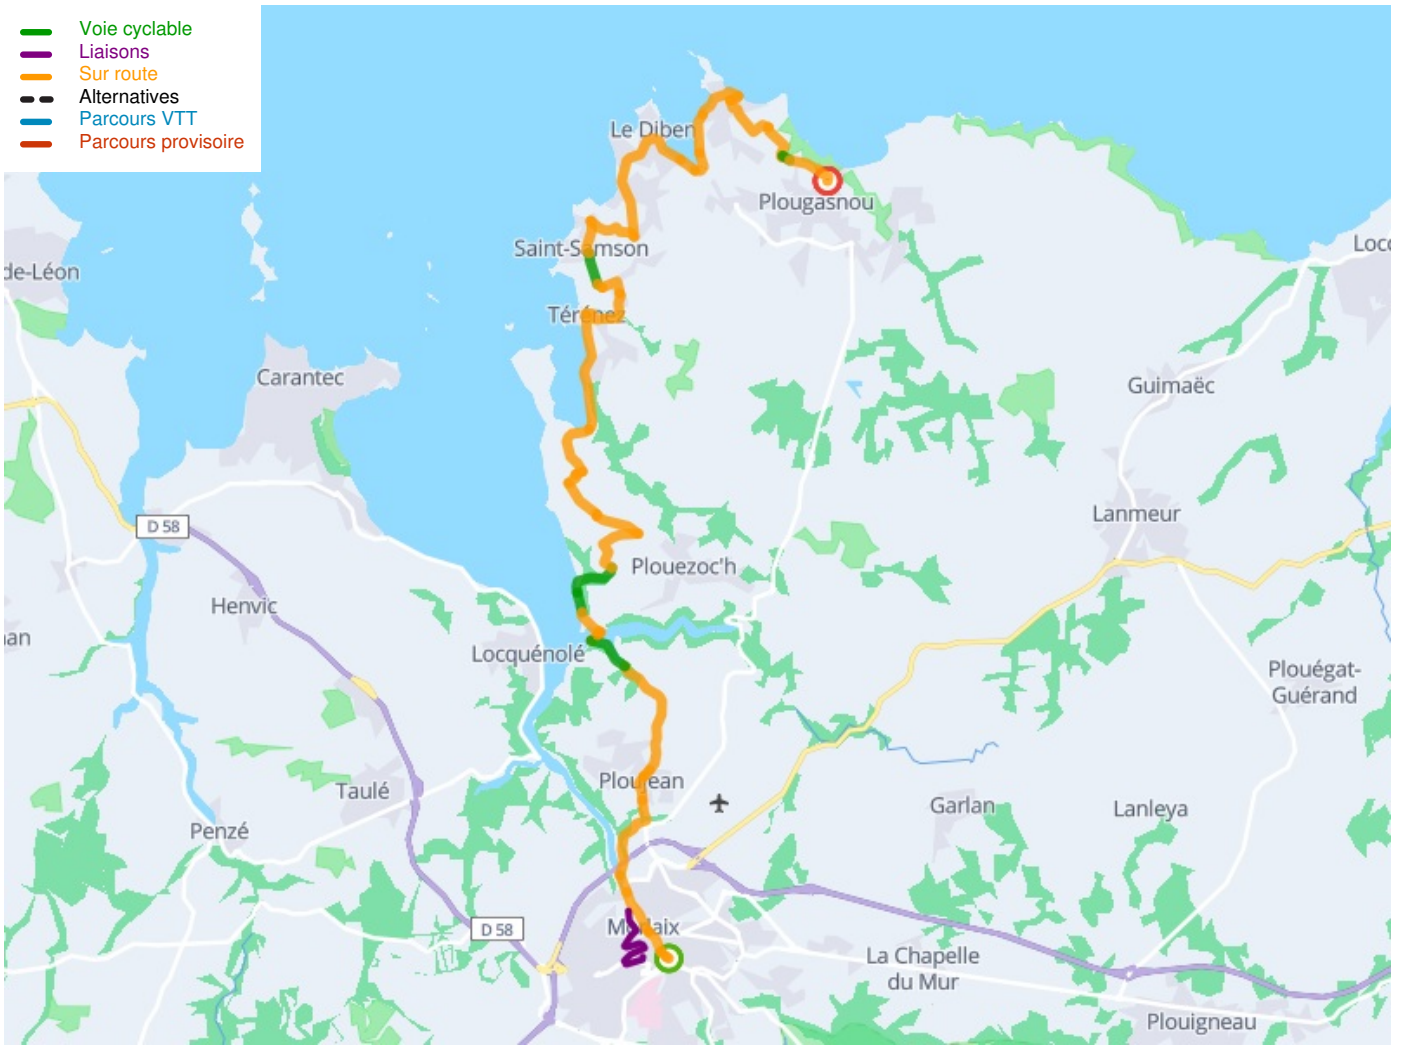 Voie cyclable
Liaisons
Sur route
Alternatives
Parcours VTT
Parcours provisoire
Le Diben
Plougasnou
Saint-Samson
Loc
de-Léon
Térénez
Carantec
Guimaëc
D 58
Lanmeur
Plouezoc'h
Henvic
an
Locquénolé
Plouégat-
Guérand
Ploujean
Taulé
Garlan
Lanleya
Penzé
D 58
Morlaix
La Chapelle
du Mur
Plouigneau